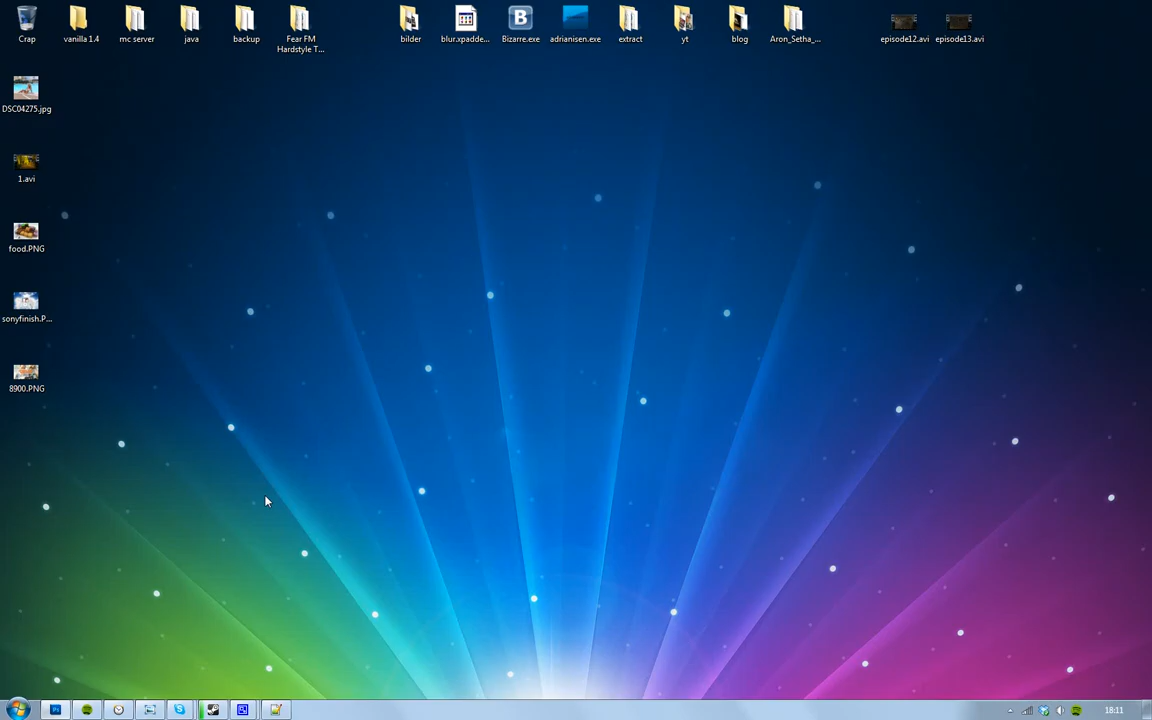 Crap
vanilla 1.4
mc server
java
backup
Fear FM
Hardstyle T...
bilder
blur.xpadde...
Bizarre.exe
adrianisen.exe
extract
yt
blog
Aron_Setha_...
episode12.avi
episode13.avi
DSC04275.jpg
1.avi
food.PNG
sonyfinish.P...
8900.PNG
B
Ps
18:11